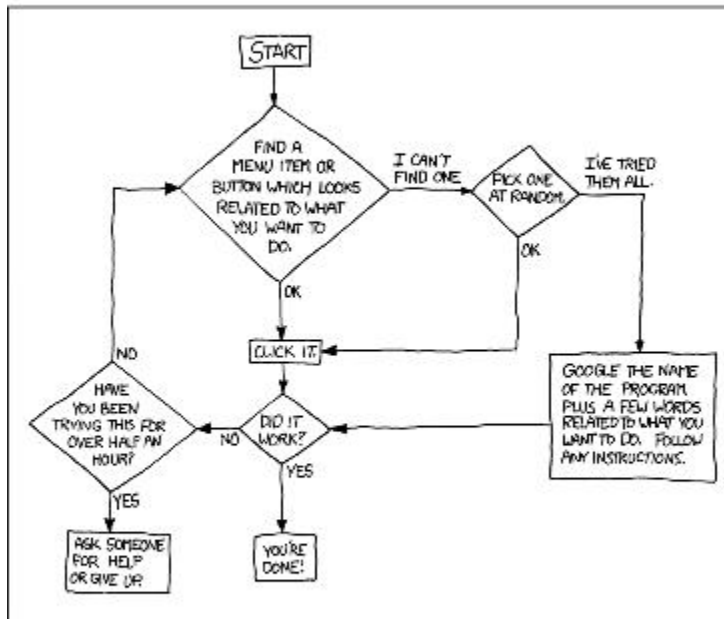 START
FIND A
MENU ITEM OR
BUTTON WHICH LOOKS
RELATED TO WHAT
YOU WANT TO
DO.
I CAN'T
FIND ONE
PICK ONE
AT RANDOM.
I'VE TRIED
THEM ALL.
OK
OK
CLICK IT.
NO
HAVE
YOU BEEN
TRYING THIS FOR
OVER HALF AN
HOUR?
NO
DID IT
WORK?
GOOGLE THE NAME
OF THE PROGRAM
PLUS A FEW WORDS
RELATED TO WHAT YOU
WANT TO DO. FOLLOW
ANY INSTRUCTIONS.
YES
YES
ASK SOMEONE
FOR HELP
OR GIVE UP.
YOU'RE
DONE!